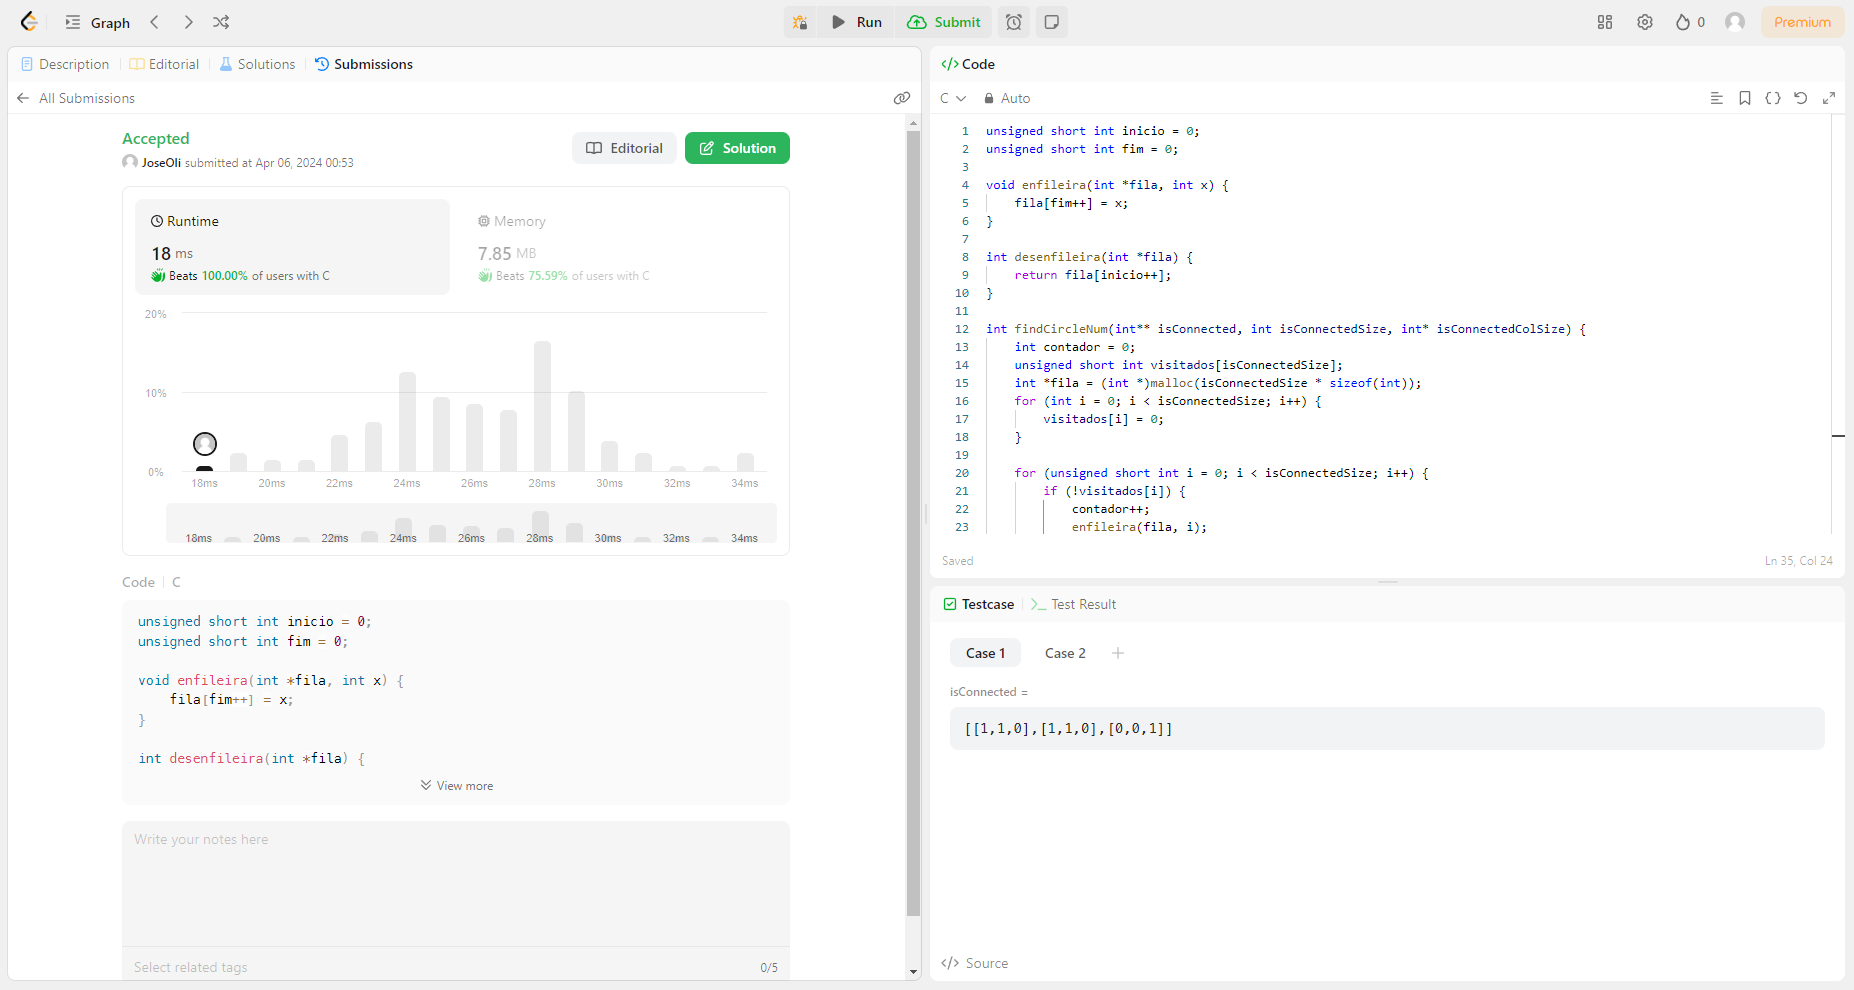 Graph
Run
Submit
0
Premium
Description
Editorial
Solutions
Submissions
All Submissions
Accepted
JoseOli submitted at Apr 06, 2024 00:53
Editorial
Solution
Runtime
18 ms
Beats 100.00% of users with C
Memory
7.85 MB
Beats 75.59% of users with C
20%
10%
0%
18ms 20ms 22ms 24ms 26ms 28ms 30ms 32ms 34ms
18ms 20ms 22ms 24ms 26ms 28ms 30ms 32ms 34ms
Code C
unsigned short int inicio = 0;
unsigned short int fim = 0;
void enfileira(int *fila, int x) {
fila[fim++] = x;
}
int desenfileira(int *fila) {
View more
Write your notes here
Select related tags
0/5
</> Code
C
Auto
1 unsigned short int inicio = 0;
2 unsigned short int fim = 0;
3
4 void enfileira(int *fila, int x) {
5 fila[fim++] = x;
6 }
7
8 int desenfileira(int *fila) {
9 return fila[inicio++];
10 }
11
12 int findCircleNum(int** isConnected, int isConnectedSize, int* isConnectedColSize) {
13 int contador = 0;
14 unsigned short int visitados[isConnectedSize];
15 int *fila = (int *)malloc(isConnectedSize * sizeof(int));
16 for (int i = 0; i < isConnectedSize; i++) {
17 visitados[i] = 0;
18 }
19
20 for (unsigned short int i = 0; i < isConnectedSize; i++) {
21 if (!visitados[i]) {
22 contador++;
23 enfileira(fila, i);
Saved
Ln 35, Col 24
Testcase
Test Result
Case 1
Case 2
isConnected =
[[1,1,0],[1,1,0],[0,0,1]]
</> Source